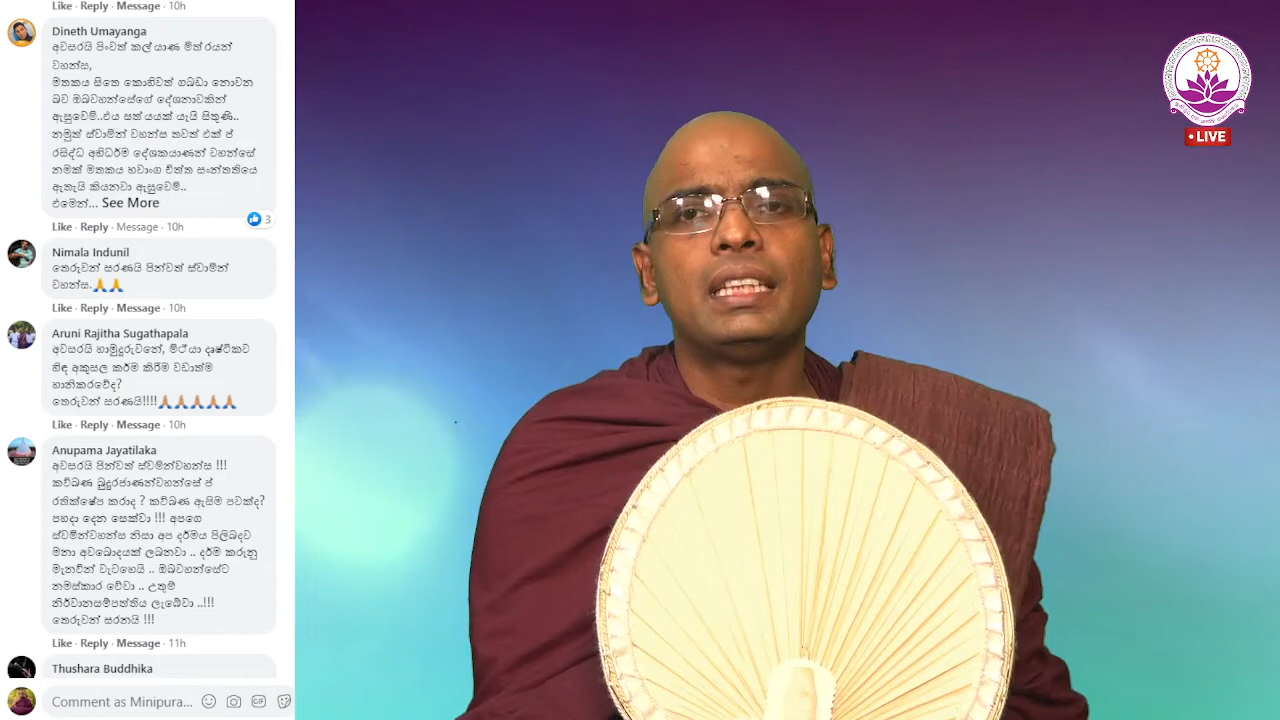 Like · Reply · Message · 10h
Dineth Umayanga
අවසරයි පිංවත් කල් යාණ මිත් රයන්
වහන්ස,
මතකය සිතෙ කොහිවත් ගබඩා නොවන
බව ඔබවහන්සේගේ දේශනාවකින්
ඇසුවෙමි..එය සත් යයක් යැයි සිතුණි..
නමුත් ස්වාමින් වහන්ස තවත් එක් ප්
රසිද්ධ අභිධර්ම දේශකයාණන් වහන්සේ
නමක් මතකය භවාංග චිත්ත සංන්තතියෙ
ඇතැයි කියනවා ඇසුවෙමි..
එමෙන්... See More
3
Like · Reply · Message · 10h
Nimala Indunil
තෙරුවන් සරණයි පින්වත් ස්වාමින්
වහන්ස.🙏🙏
Like · Reply · Message · 10h
Aruni Rajitha Sugathapala
අවසරයි හාමුදුරුවනේ, මිථ් යා දෘෂ්ටිකව
හිඳ අකුසල කර්ම කිරීම වඩාත්ම
හානිකරවේද?
තෙරුවන් සරණයි!!!!🙏🙏🙏🙏🙏
Like · Reply · Message · 10h
Anupama Jayatilaka
අවසරයි පින්වත් ස්වමින්වහන්ස !!!
කවිබණ බුදුරජාණන්වහන්සේ ප්
රතික්ෂේප කරාද ? කවිබණ ඇසිම පවක්ද?
පහදා දෙන සෙක්වා !!! අපගෙ
ස්වමින්වහන්ස නිසා අප දර්මය පිලිබදව
මනා අවබොදයක් ලබනවා .. දර්ම කරුනු
මැනවින් වැටහෙයි .. ඔබවහන්සේට
නමස්කාර වේවා .. උතුම්
නිර්වානසම්පත්තිය ලැබේවා ..!!!
තෙරුවන් සරනයි !!!
Like · Reply · Message · 11h
Thushara Buddhika
Comment as Minipura...
GIF
LIVE